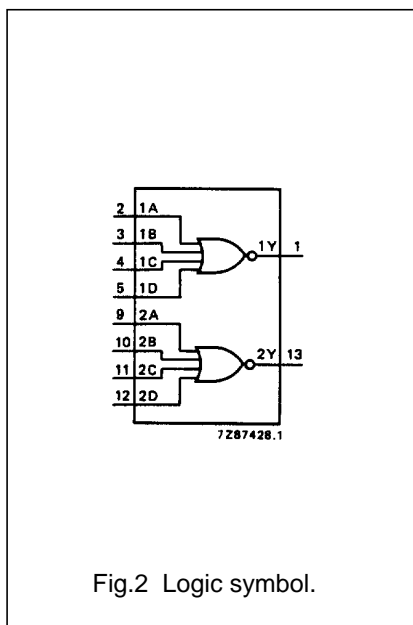 2 1A
3 1B
4 1C
5 1D
1Y 1
9 2A
10 2B
11 2C
12 2D
2Y 13
7Z87428.1
Fig.2 Logic symbol.